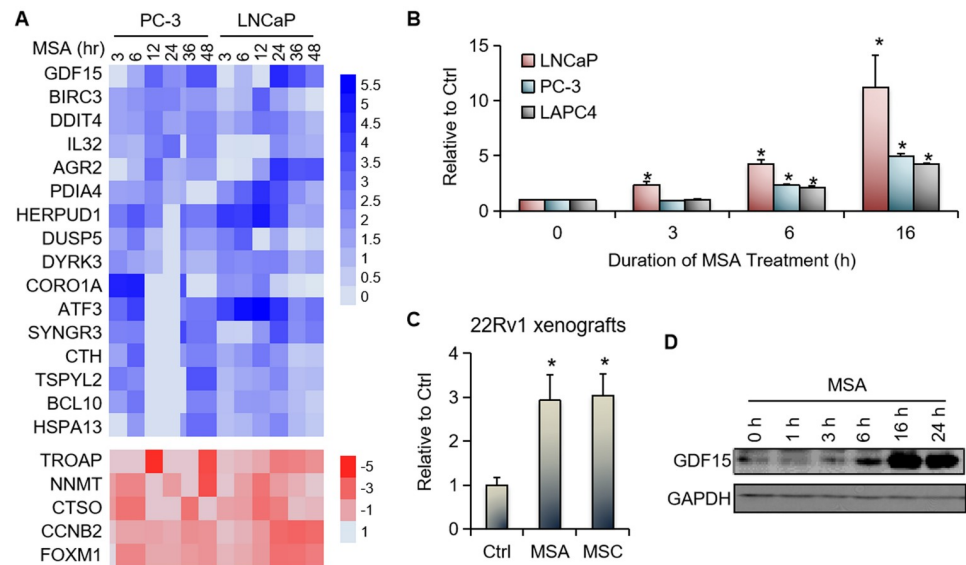 A
PC-3 LNCaP
MSA (hr)
3 6 12 24 36 48 3 6 12 24 36 48
GDF15
BIRC3
DDIT4
IL32
AGR2
PDIA4
HERPUD1
DUSP5
DYRK3
CORO1A
ATF3
SYNGR3
CTH
TSPYL2
BCL10
HSPA13
5.5
5
4.5
4
3.5
3
2.5
2
1.5
1
0.5
0
TROAP
NNMT
CTSO
CCNB2
FOXM1
-5
-3
-1
1
B
Relative to Ctrl
15
10
5
0
LNCaP
PC-3
LAPC4
*
* *
* * *
* * *
0 3 6 16
Duration of MSA Treatment (h)
C
22Rv1 xenografts
Relative to Ctrl
4
3
2
1
0
* *
Ctrl MSA MSC
D
MSA
0 h 1 h 3 h 6 h 16 h 24 h
GDF15
GAPDH